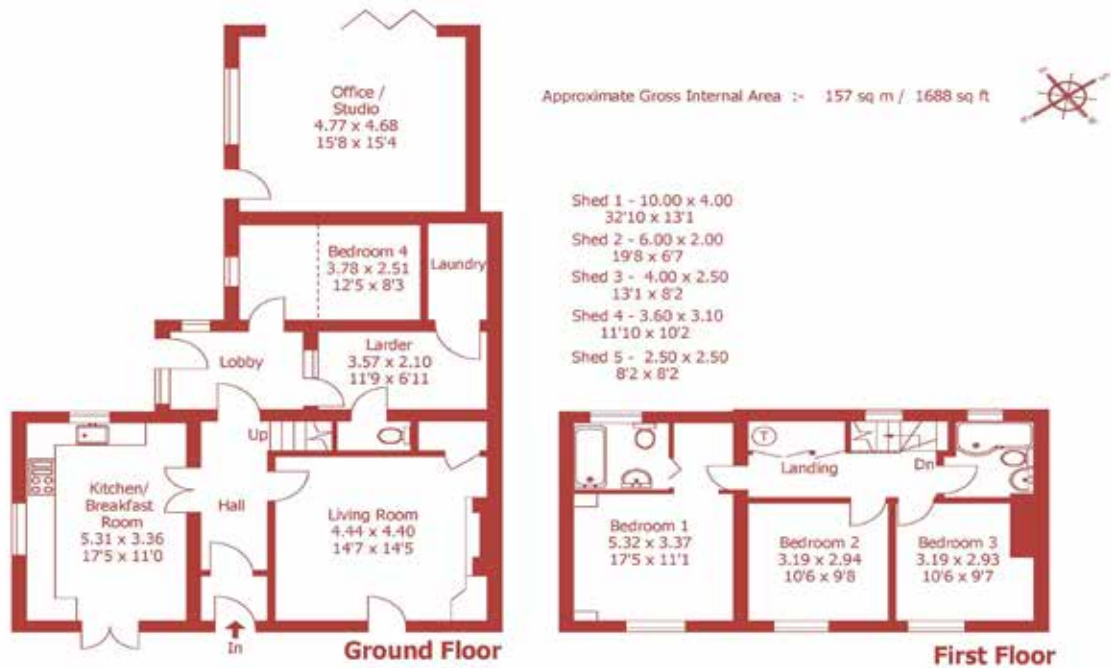 Office /
Studio
4.77 x 4.68
15'8 x 15'4
Approximate Gross Internal Area :- 157 sq m / 1688 sq ft
Shed 1 - 10.00 x 4.00
32'10 x 13'1
Shed 2 - 6.00 x 2.00
19'8 x 6'7
Shed 3 - 4.00 x 2.50
13'1 x 8'2
Shed 4 - 3.60 x 3.10
11'10 x 10'2
Shed 5 - 2.50 x 2.50
8'2 x 8'2
Bedroom 4
3.78 x 2.51
12'5 x 8'3
Laundry
Lobby
Larder
3.57 x 2.10
11'9 x 6'11
Up
Kitchen/
Breakfast
Room
5.31 x 3.36
17'5 x 11'0
Hall
Living Room
4.44 x 4.40
14'7 x 14'5
In
Ground Floor
T
Landing
Dn
Bedroom 1
5.32 x 3.37
17'5 x 11'1
Bedroom 2
3.19 x 2.94
10'6 x 9'8
Bedroom 3
3.19 x 2.93
10'6 x 9'7
First Floor